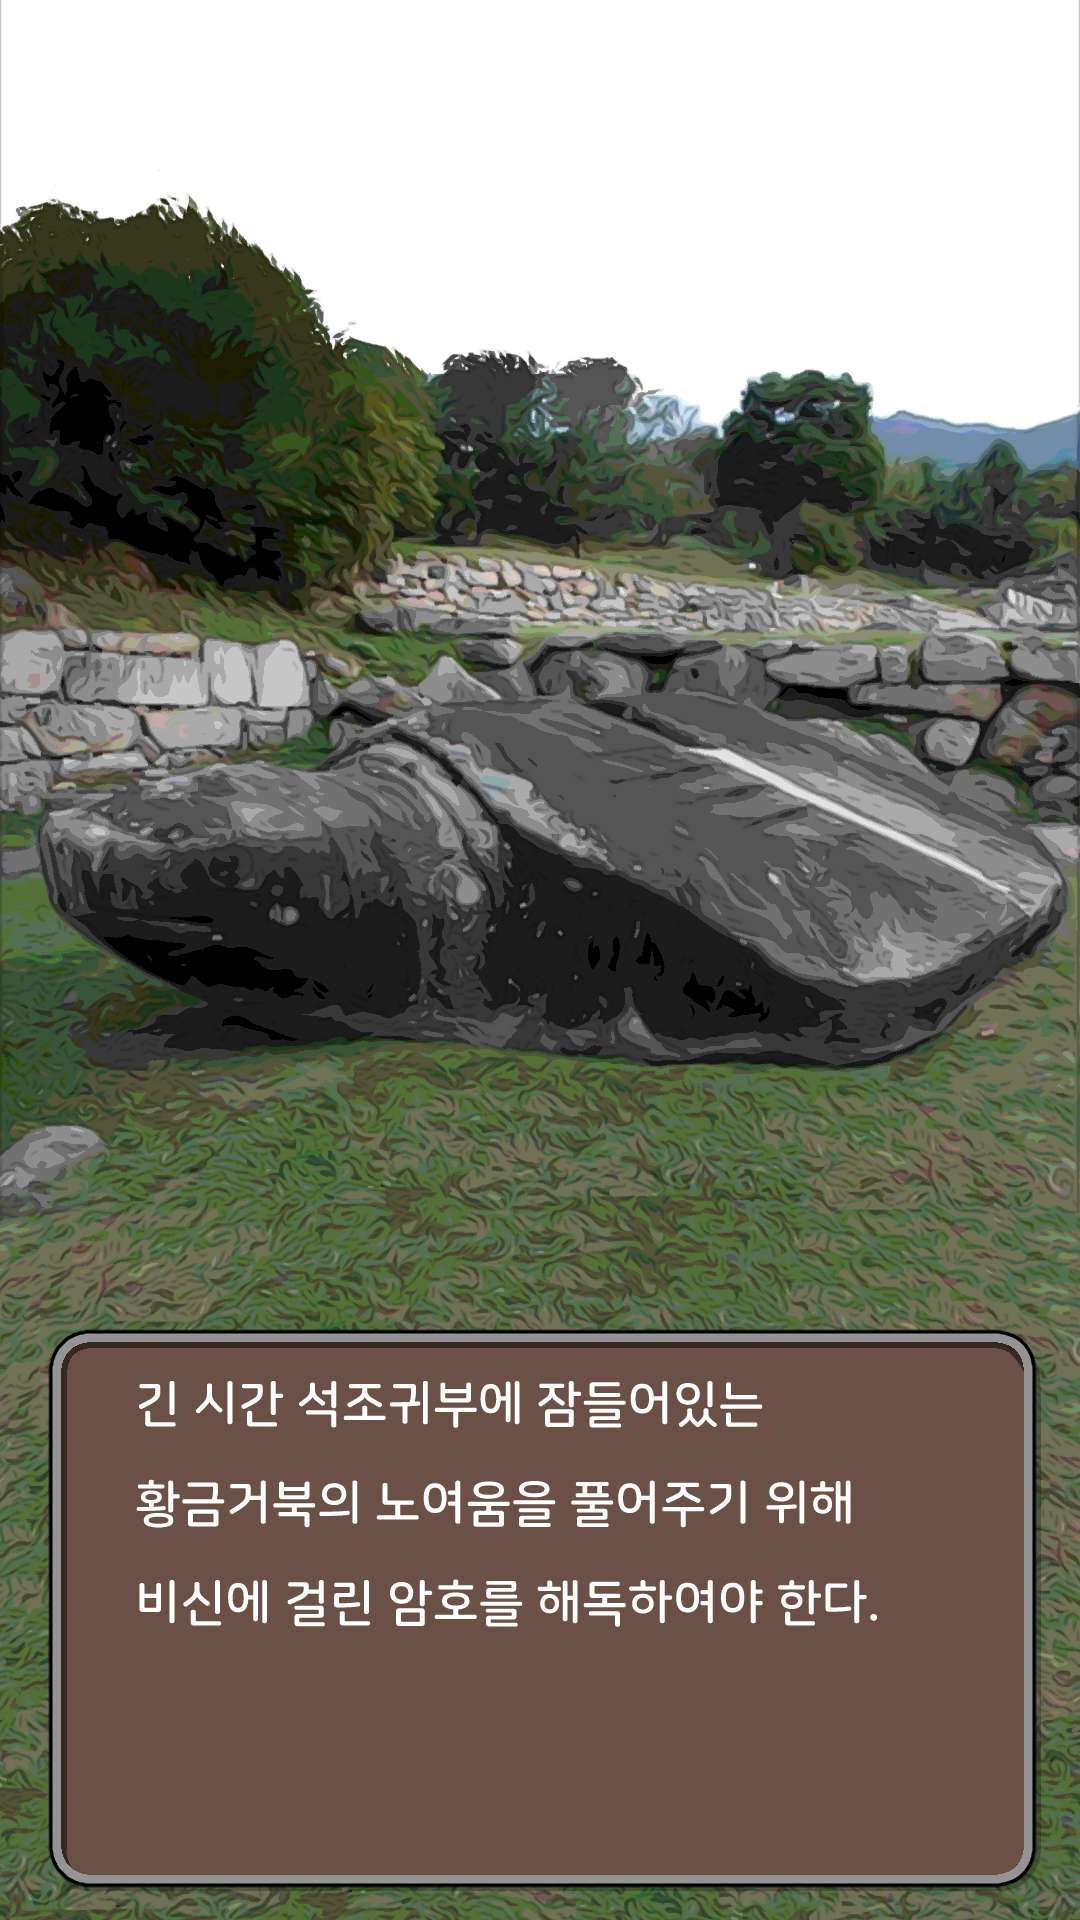 긴 시간 석조귀부에 잠들어있는
황금거북의 노여움을 풀어주기 위해
비신에 걸린 암호를 해독하여야 한다.